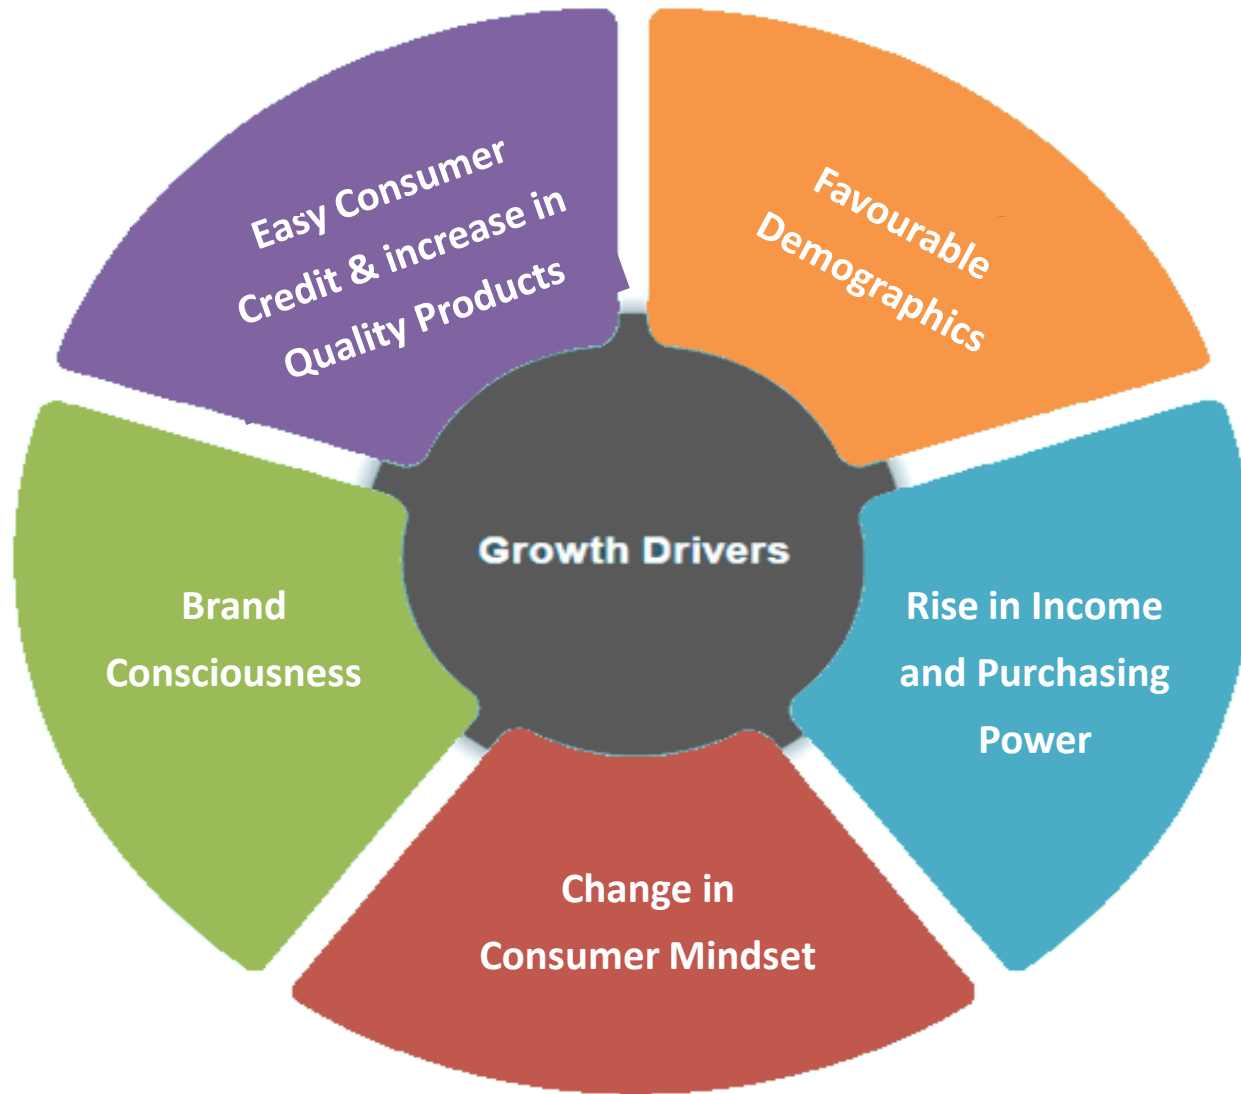 Easy Consumer
Credit & increase in
Quality Products
Favourable
Demographics
Growth Drivers
Brand
Consciousness
Rise in Income
and Purchasing
Power
Change in
Consumer Mindset